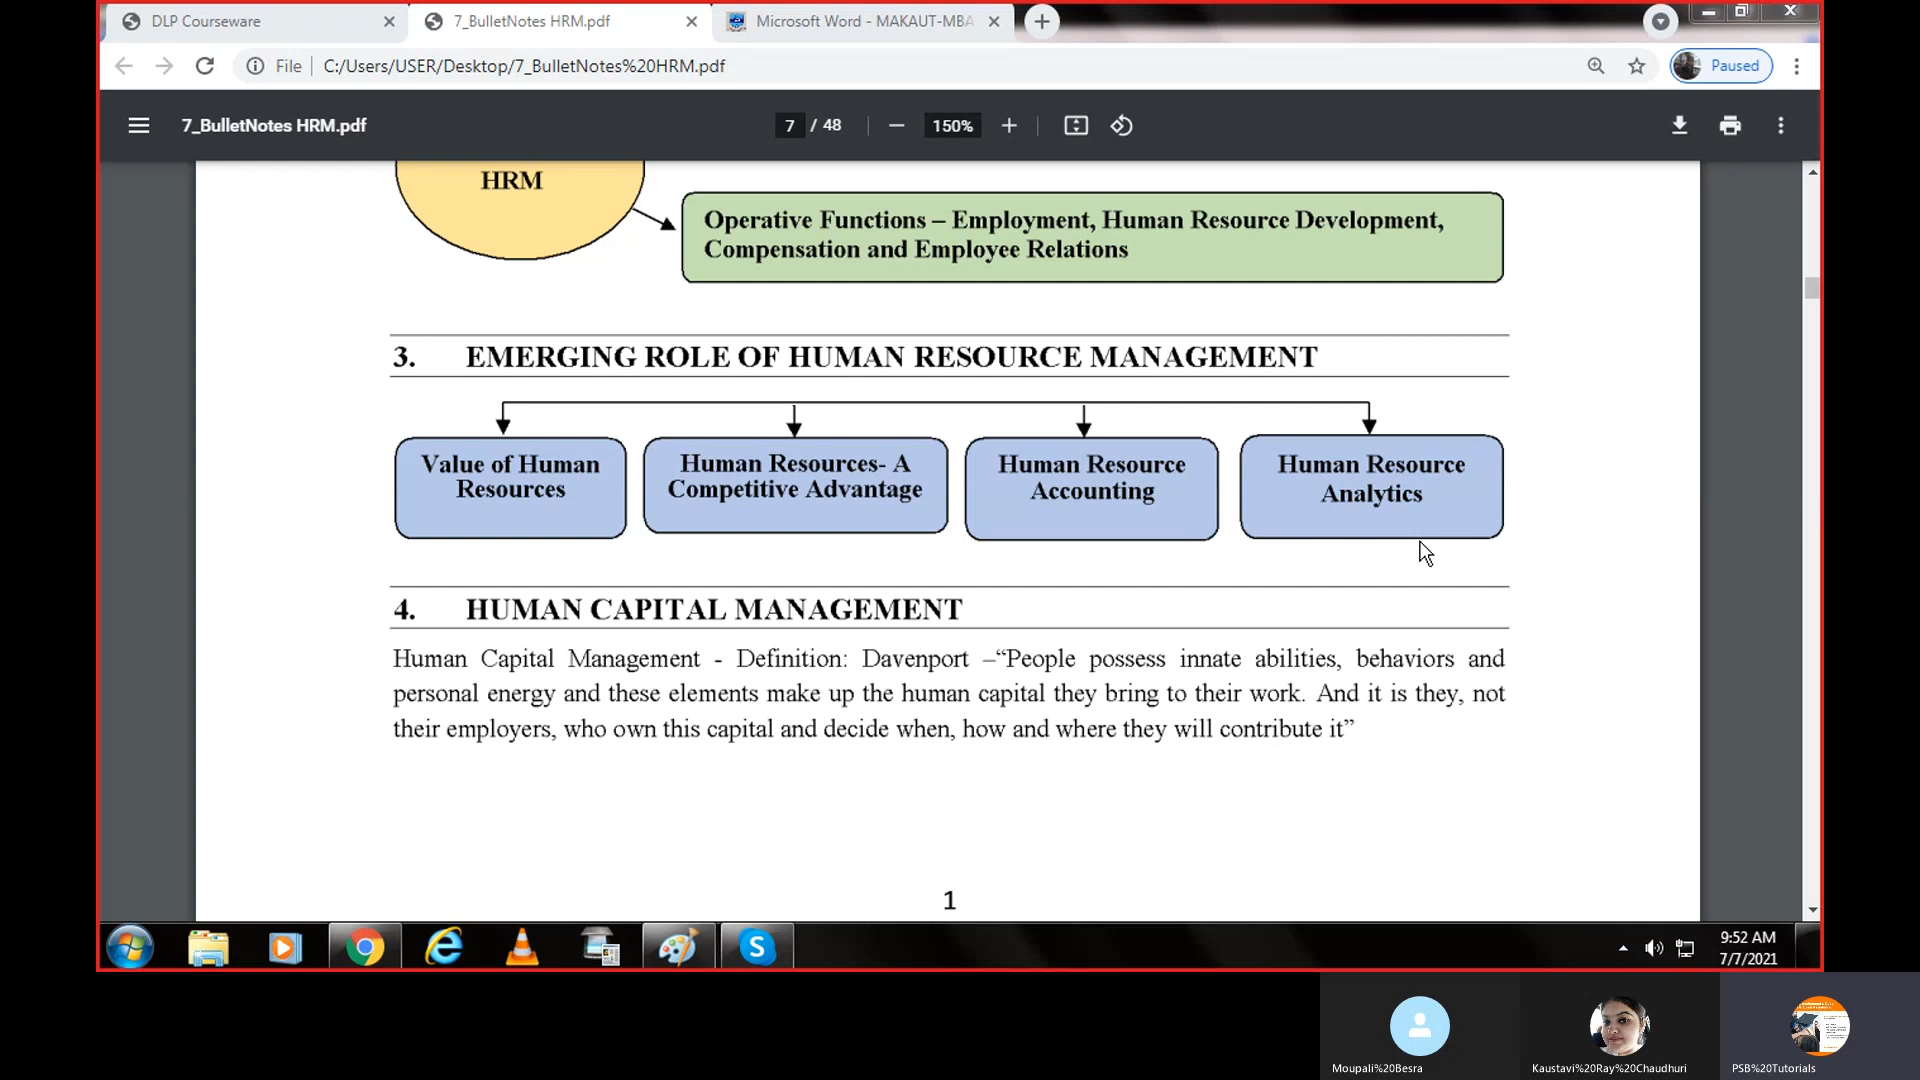 DLP Courseware
7_BulletNotes HRM.pdf
Microsoft Word - MAKAUT-MBA
File
C:/Users/USER/Desktop/7_BulletNotes%20HRM.pdf
Paused
7_BulletNotes HRM.pdf
7 / 48
150%
HRM
Operative Functions – Employment, Human Resource Development,
Compensation and Employee Relations
3. EMERGING ROLE OF HUMAN RESOURCE MANAGEMENT
Value of Human
Resources
Human Resources- A
Competitive Advantage
Human Resource
Accounting
Human Resource
Analytics
4. HUMAN CAPITAL MANAGEMENT
Human Capital Management - Definition: Davenport –“People possess innate abilities, behaviors and
personal energy and these elements make up the human capital they bring to their work. And it is they, not
their employers, who own this capital and decide when, how and where they will contribute it”
1
9:52 AM
7/7/2021
Moupali%20Besra
Kaustavi%20Ray%20Chaudhuri
PSB%20Tutorials